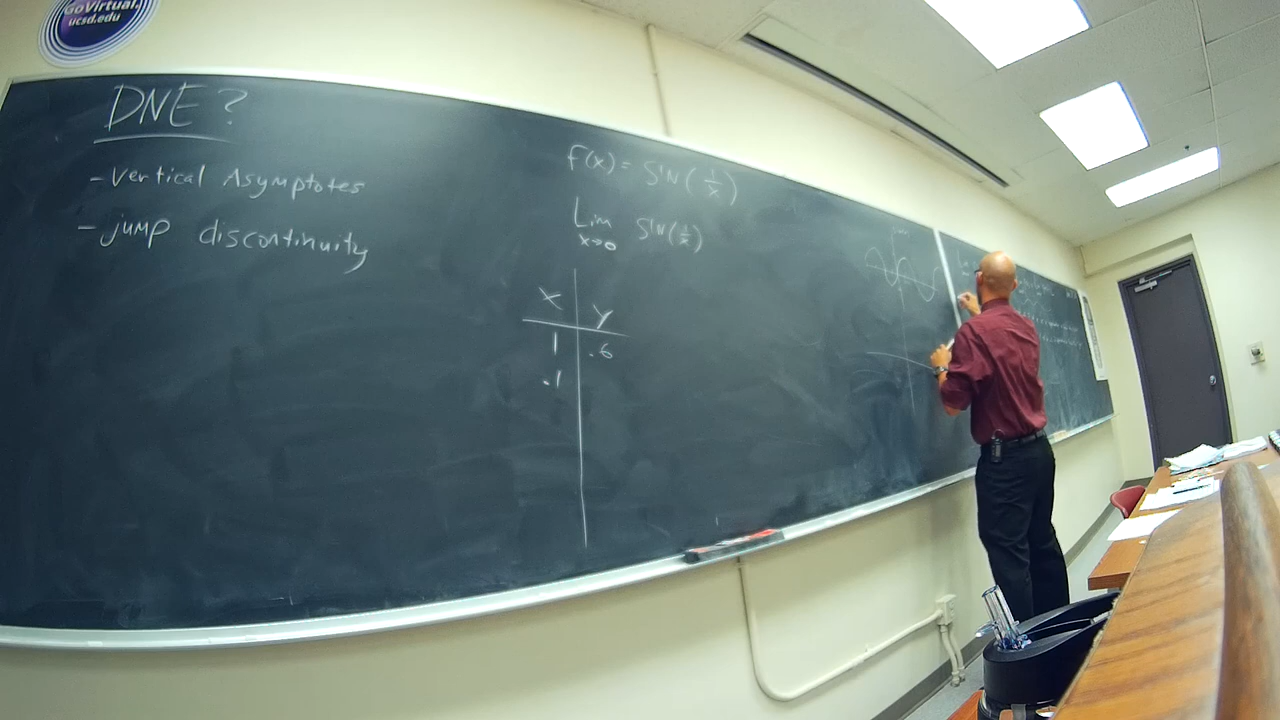 GoVirtual.
ucsd.edu
DNE?
- Vertical Asymptotes
- jump discontinuity
f(x) = SIN(1/x)
Lim x→0 SIN(1/x)
x y
1 .6
.1